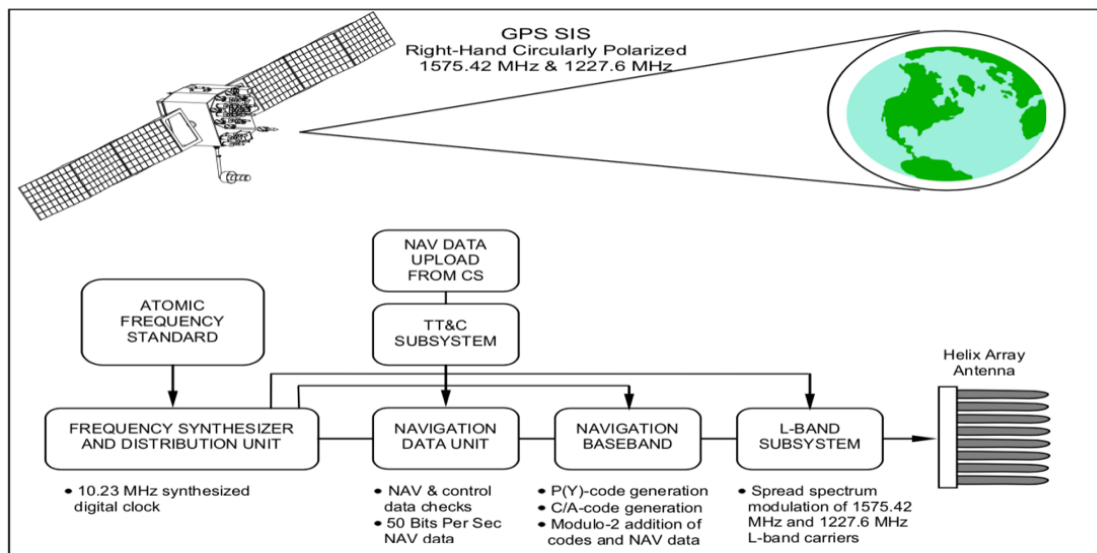 GPS SIS
Right-Hand Circularly Polarized
1575.42 MHz & 1227.6 MHz
NAV DATA
UPLOAD
FROM CS
ATOMIC
FREQUENCY
STANDARD
TT&C
SUBSYSTEM
Helix Array
Antenna
FREQUENCY SYNTHESIZER
AND DISTRIBUTION UNIT
NAVIGATION
DATA UNIT
NAVIGATION
BASEBAND
L-BAND
SUBSYSTEM
• 10.23 MHz synthesized
digital clock
• NAV & control
data checks
• 50 Bits Per Sec
NAV data
• P(Y)-code generation
• C/A-code generation
• Modulo-2 addition of
codes and NAV data
• Spread spectrum
modulation of 1575.42
MHz and 1227.6 MHz
L-band carriers